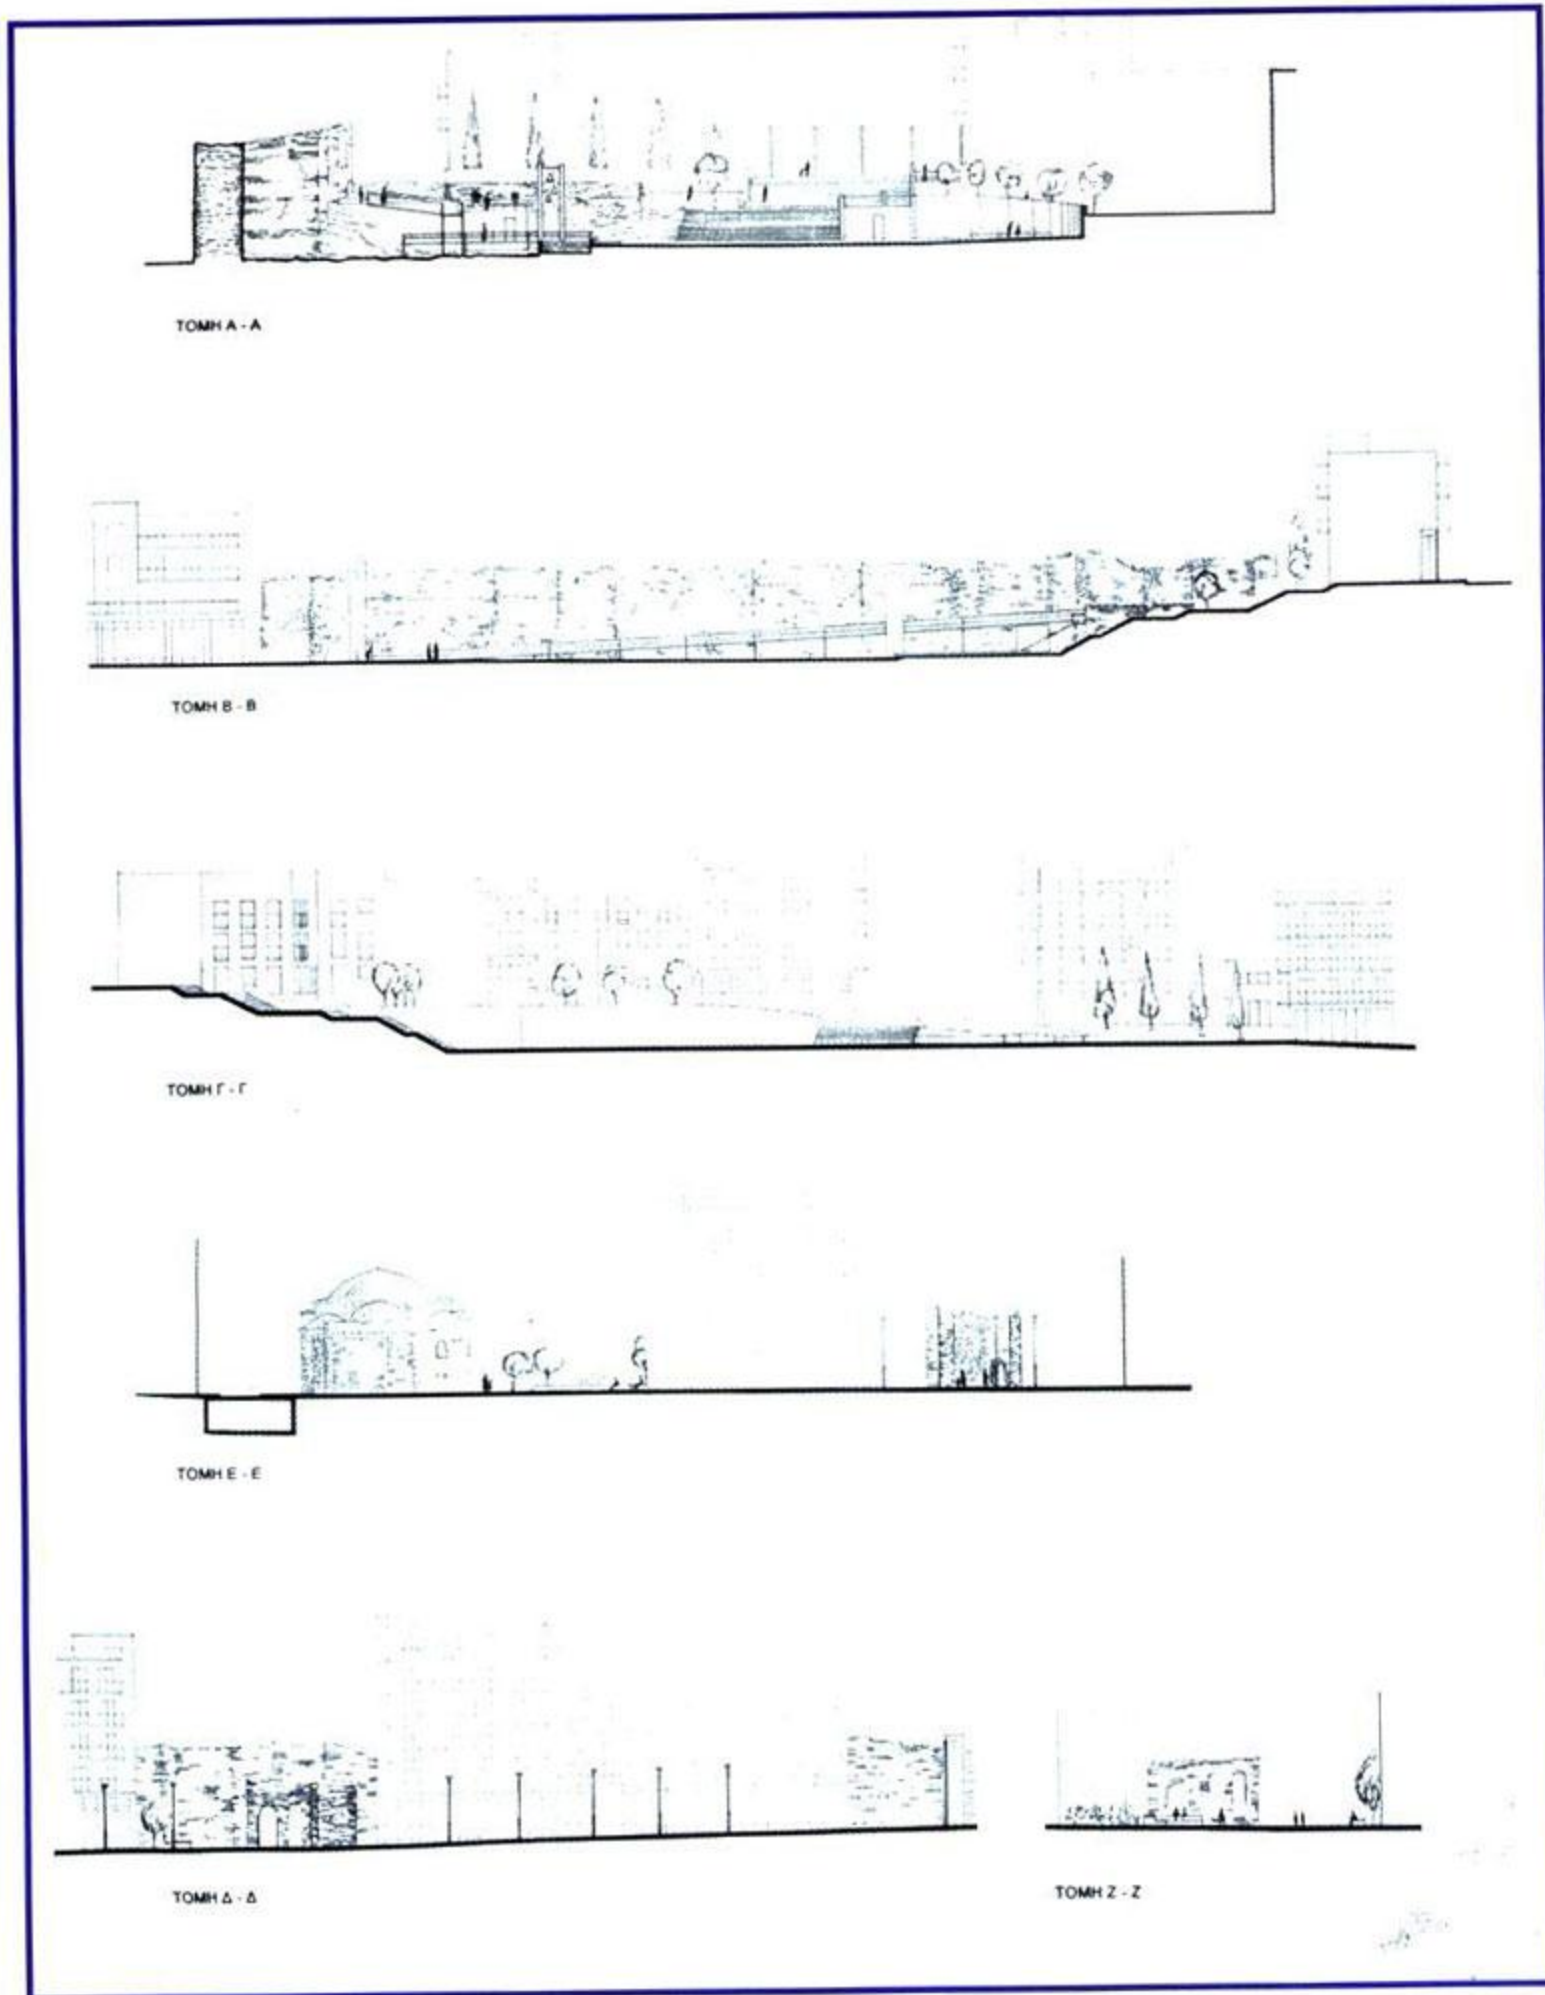 ΤΟΜΗ Α - Α
ΤΟΜΗ Β - Β
ΤΟΜΗ Γ - Γ
ΤΟΜΗ Ε - Ε
ΤΟΜΗ Δ - Δ
ΤΟΜΗ Ζ - Ζ